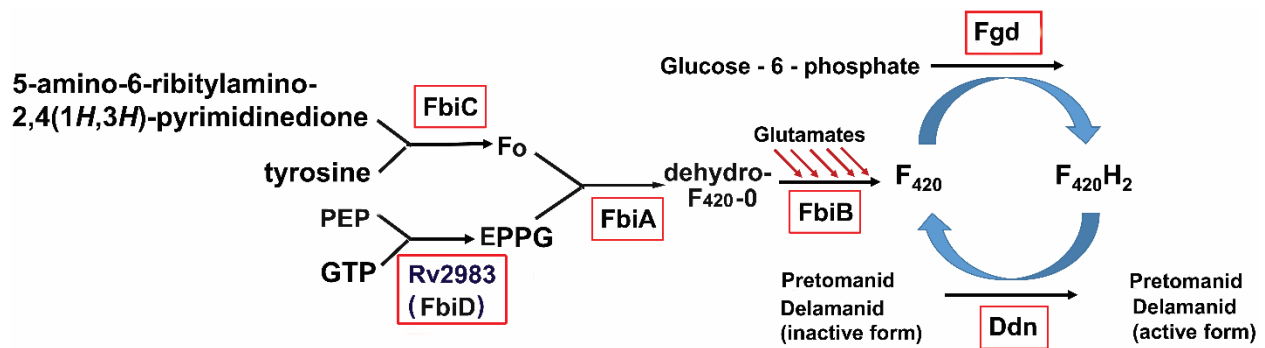 5-amino-6-ribitylamino-
2,4(1H,3H)-pyrimidinedione
tyrosine
FbiC
Fo
PEP
GTP
Rv2983
(FbiD)
EPPG
FbiA
dehydro-
F420-0
Glutamates
FbiB
Glucose - 6 - phosphate
Fgd
F420
F420H2
Pretomanid
Delamanid
(inactive form)
Ddn
Pretomanid
Delamanid
(active form)